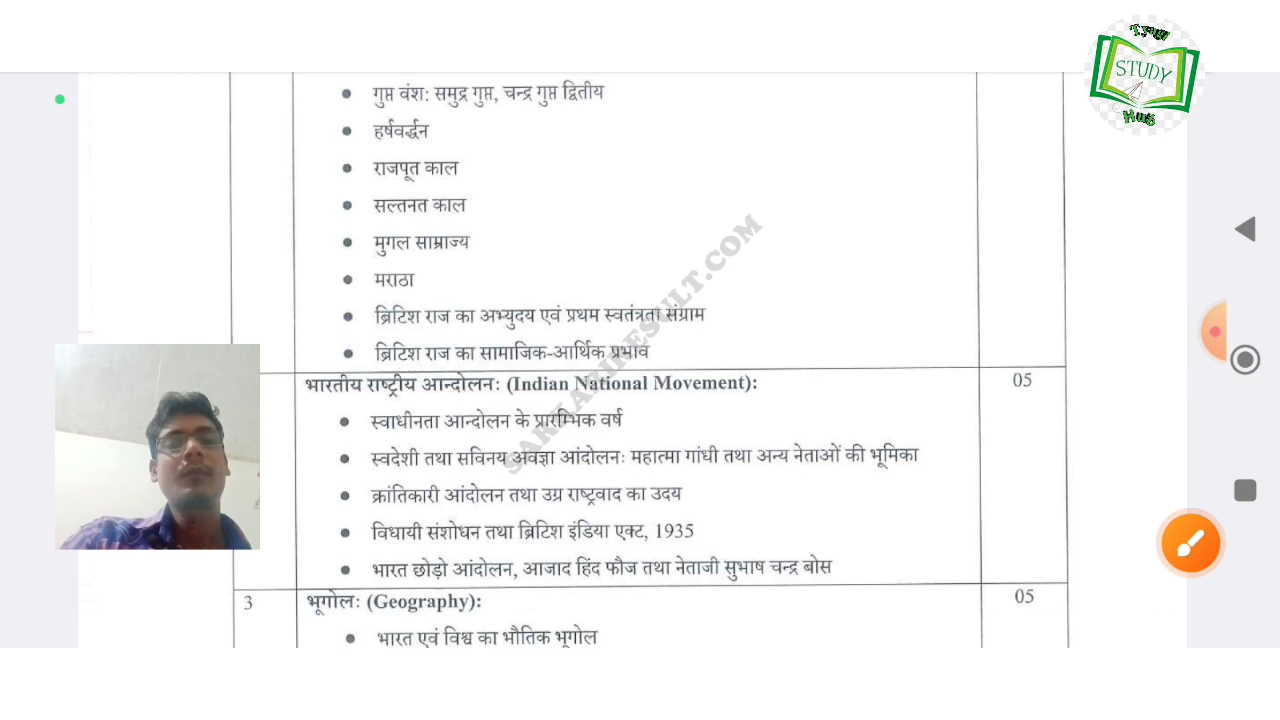 Tyagi
STUDY
Hub
गुप्त वंश: समुद्र गुप्त, चन्द्र गुप्त द्वितीय
हर्षवर्द्धन
राजपूत काल
सल्तनत काल
मुगल साम्राज्य
मराठा
ब्रिटिश राज का अभ्युदय एवं प्रथम स्वतंत्रता संग्राम
ब्रिटिश राज का सामाजिक-आर्थिक प्रभाव
भारतीय राष्ट्रीय आन्दोलन: (Indian National Movement): 05
स्वाधीनता आन्दोलन के प्रारम्भिक वर्ष
स्वदेशी तथा सविनय अवज्ञा आंदोलन: महात्मा गांधी तथा अन्य नेताओं की भूमिका
क्रांतिकारी आंदोलन तथा उग्र राष्ट्रवाद का उदय
विधायी संशोधन तथा ब्रिटिश इंडिया एक्ट, 1935
भारत छोड़ो आंदोलन, आजाद हिंद फौज तथा नेताजी सुभाष चन्द्र बोस
3 भूगोल: (Geography): 05
भारत एवं विश्व का भौतिक भूगोल
SARKARIRESULT.COM